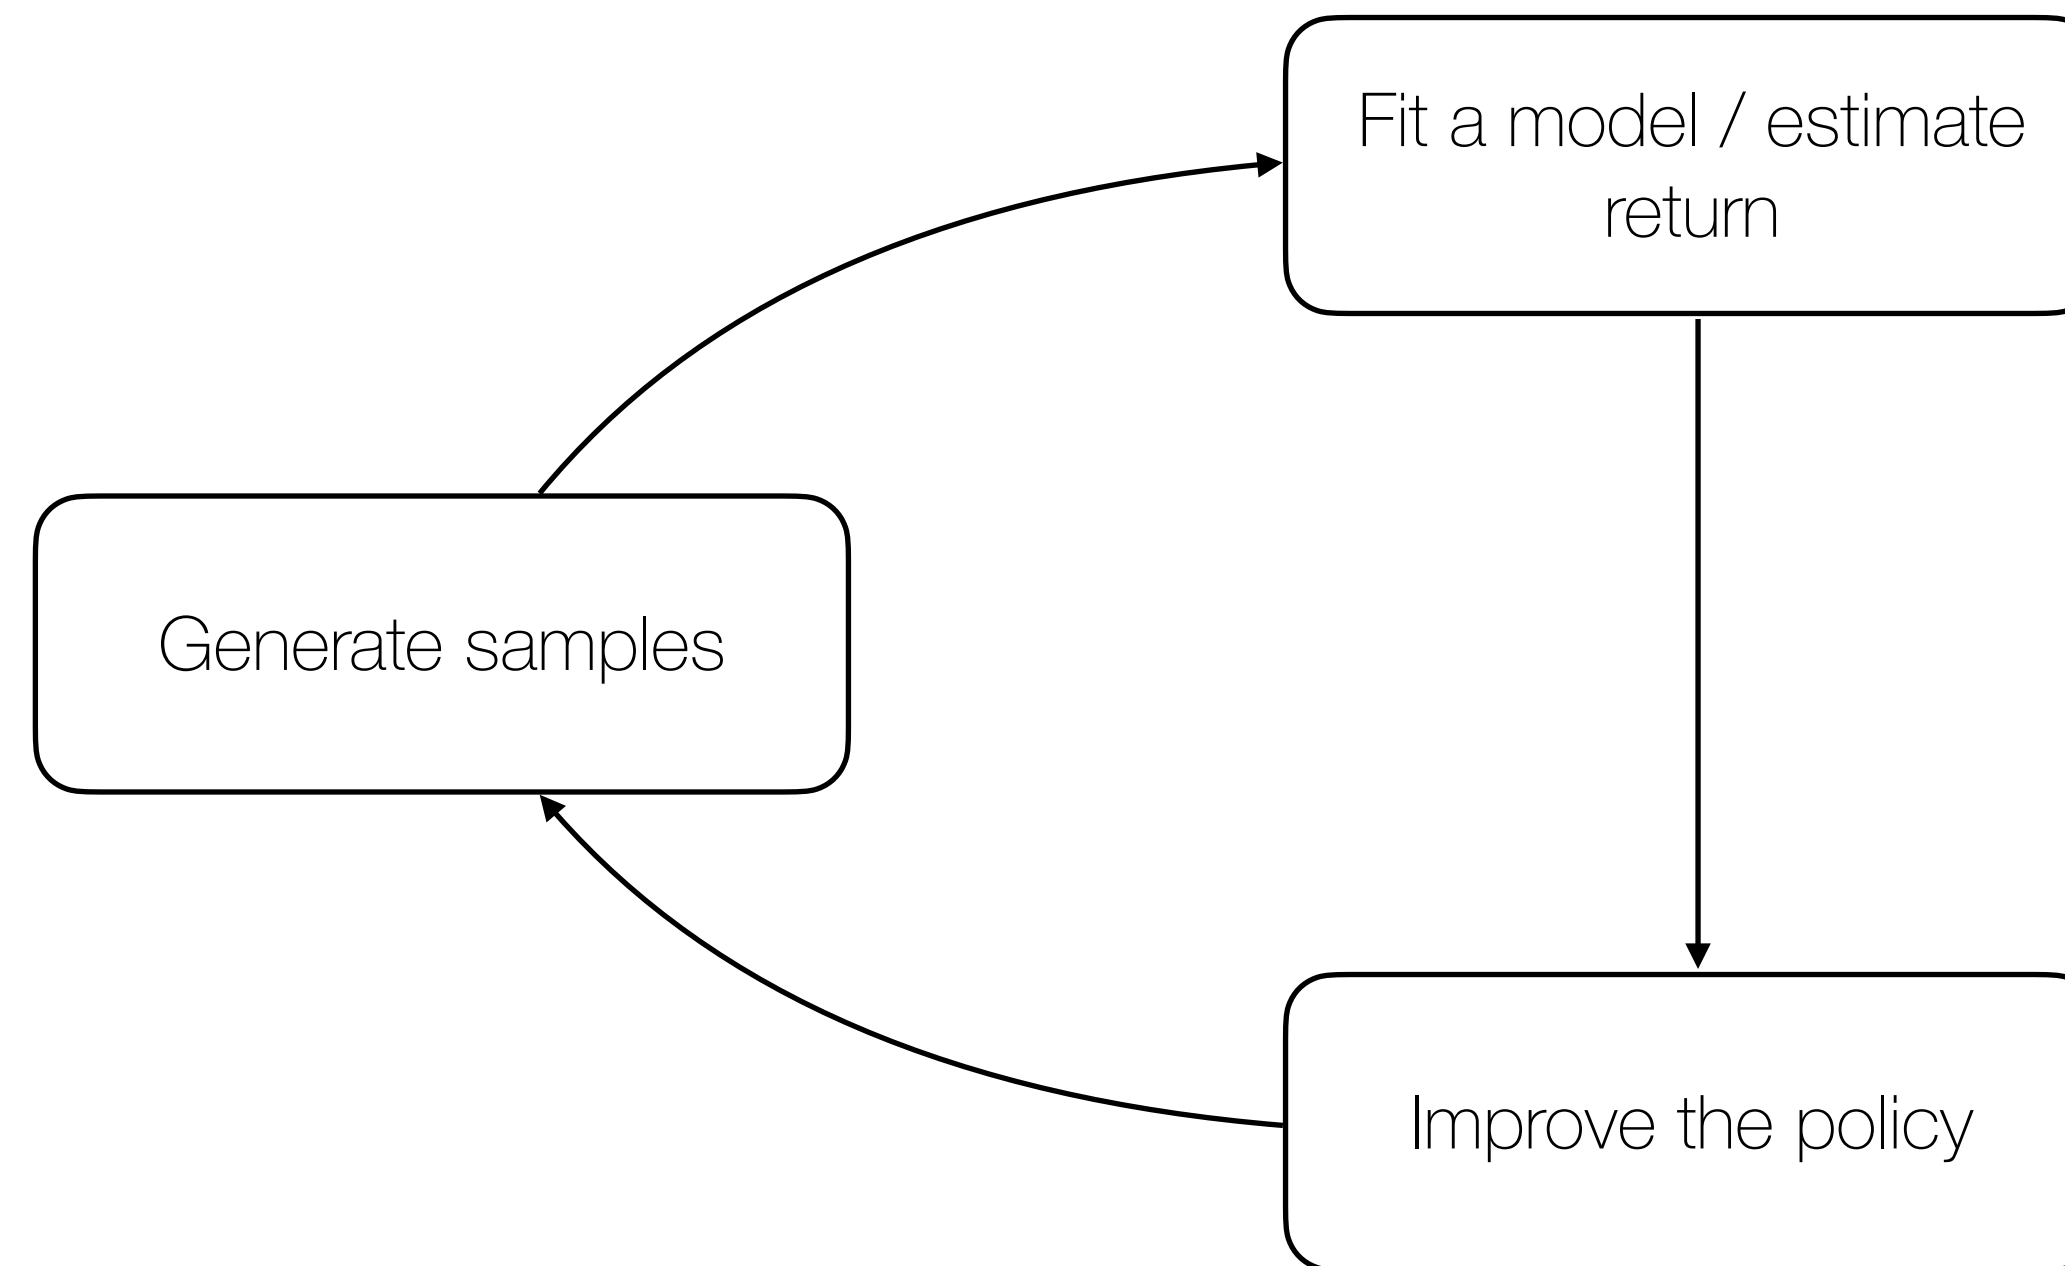 Fit a model / estimate
return
Generate samples
Improve the policy